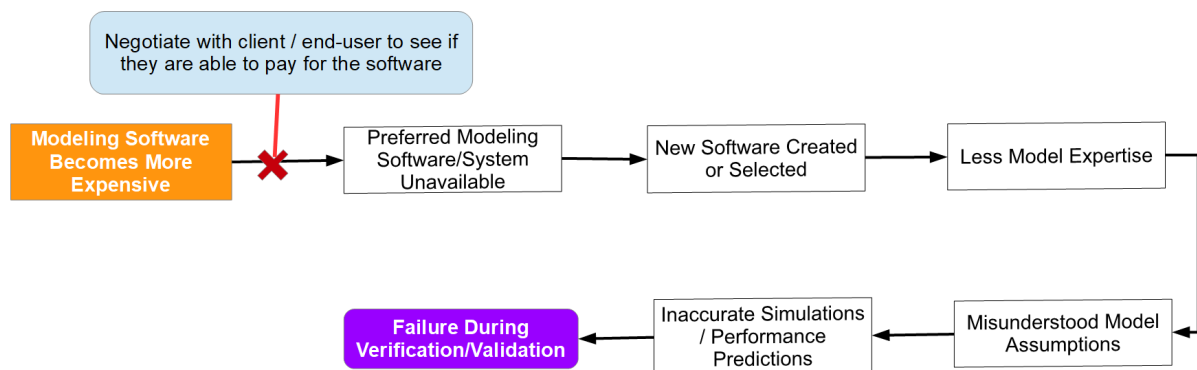 Negotiate with client / end-user to see if
they are able to pay for the software
Modeling Software
Becomes More
Expensive
Preferred Modeling
Software/System
Unavailable
New Software Created
or Selected
Less Model Expertise
Misunderstood Model
Assumptions
Inaccurate Simulations
/ Performance
Predictions
Failure During
Verification/Validation